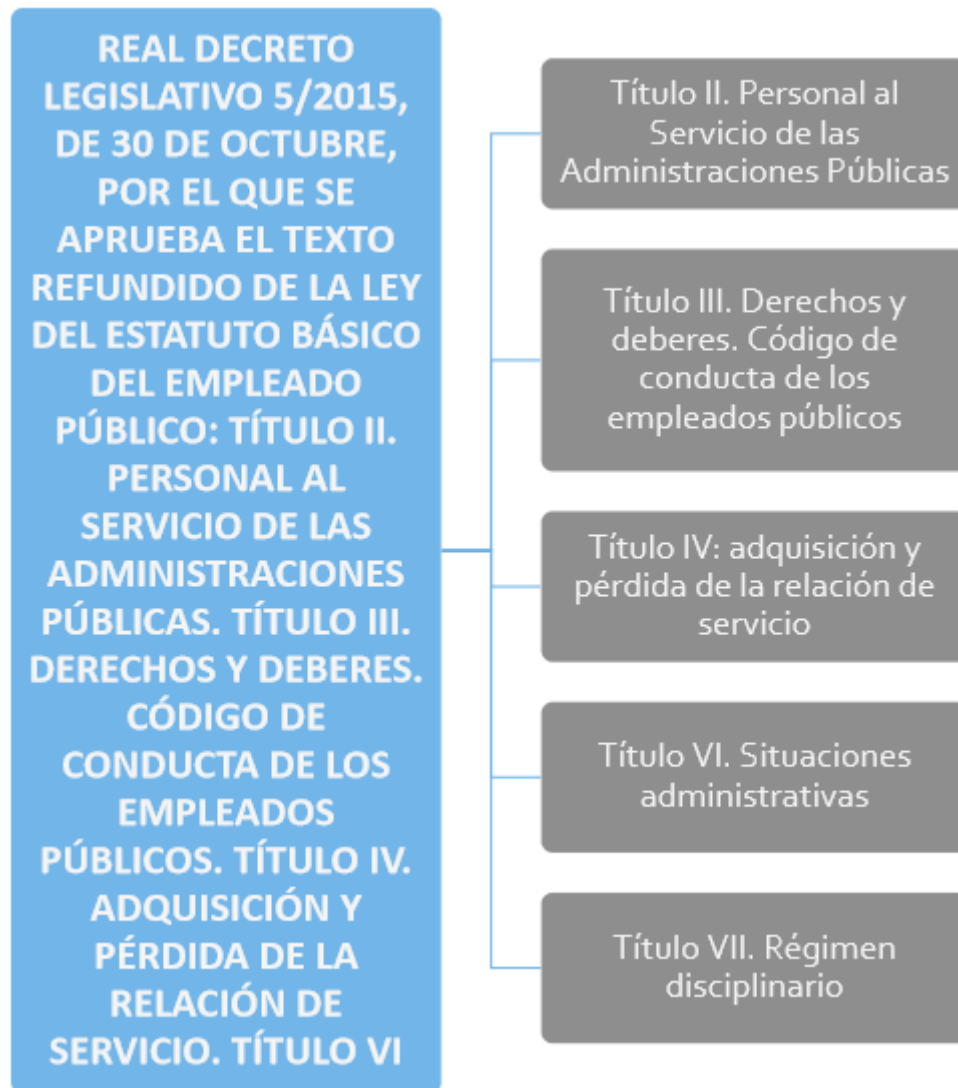 REAL DECRETO
LEGISLATIVO 5/2015,
DE 30 DE OCTUBRE,
POR EL QUE SE
APRUEBA EL TEXTO
REFUNDIDO DE LA LEY
DEL ESTATUTO BÁSICO
DEL EMPLEADO
PÚBLICO: TÍTULO II.
PERSONAL AL
SERVICIO DE LAS
ADMINISTRACIONES
PÚBLICAS. TÍTULO III.
DERECHOS Y DEBERES.
CÓDIGO DE
CONDUCTA DE LOS
EMPLEADOS
PÚBLICOS. TÍTULO IV.
ADQUISICIÓN Y
PÉRDIDA DE LA
RELACIÓN DE
SERVICIO. TÍTULO VI
Título II. Personal al
Servicio de las
Administraciones Públicas
Título III. Derechos y
deberes. Código de
conducta de los
empleados públicos
Título IV: adquisición y
pérdida de la relación de
servicio
Título VI. Situaciones
administrativas
Título VII. Régimen
disciplinario